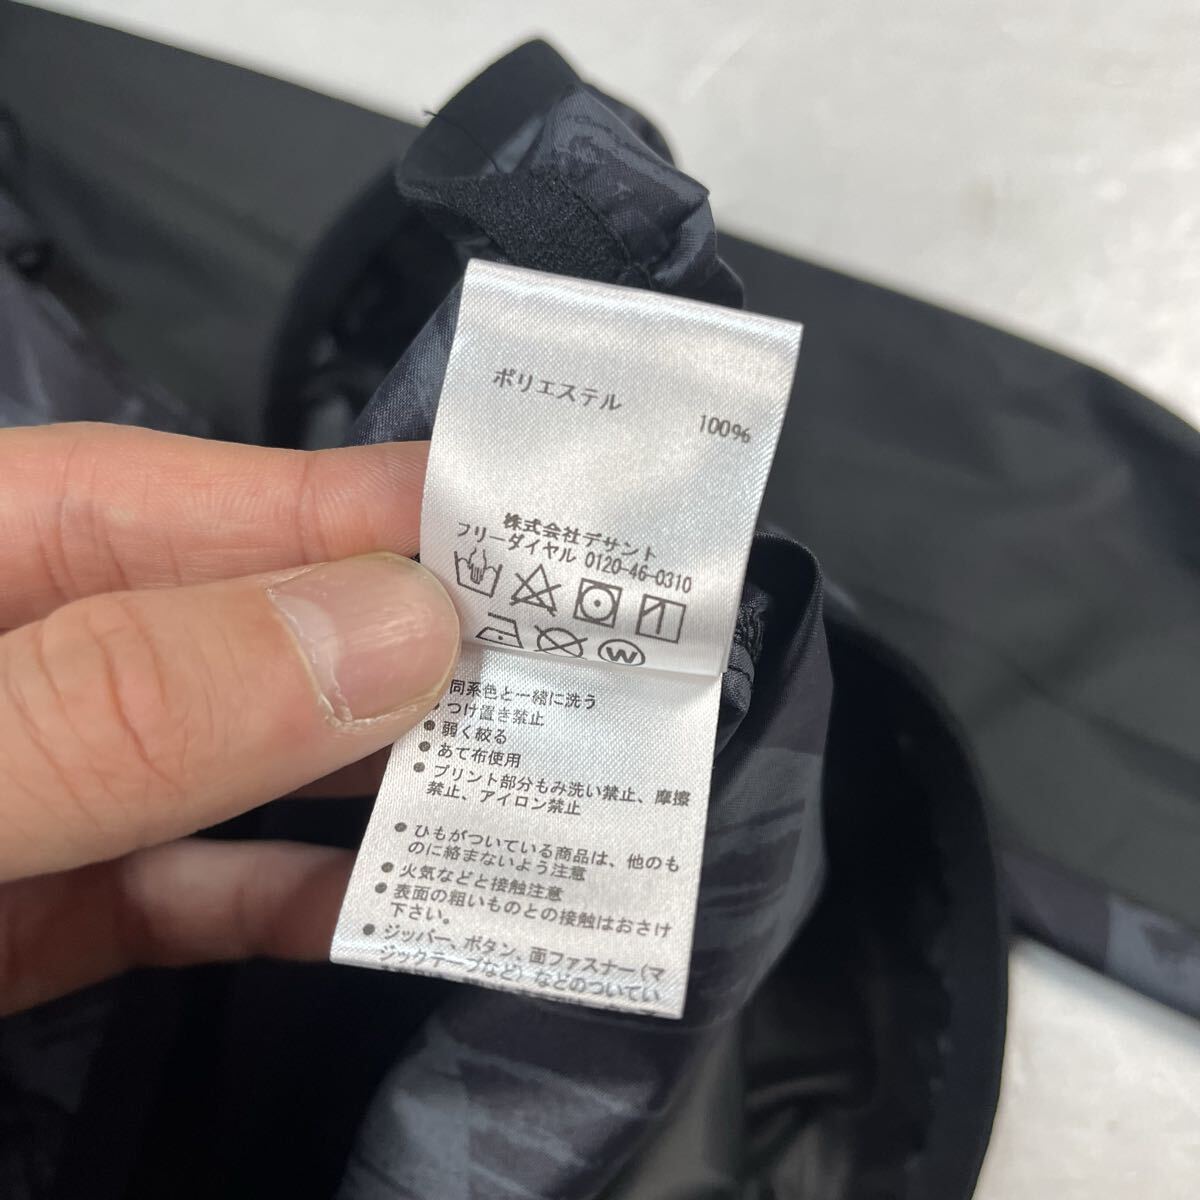 ポリエステル 100%
株式会社デサント
フリーダイヤル 0120-46-0310
W
同系色と一緒に洗う
つけ置き禁止
● 弱く絞る
● あて布使用
● プリント部分もみ洗い禁止、摩擦
禁止、アイロン禁止
● ひもがついている商品は、他のも
のに絡まないよう注意
● 火気などと接触注意
● 表面の粗いものとの接触はおさけ
下さい。
● ジッパー、ボタン、面ファスナー(マ
ジックテープなど)などのついてい